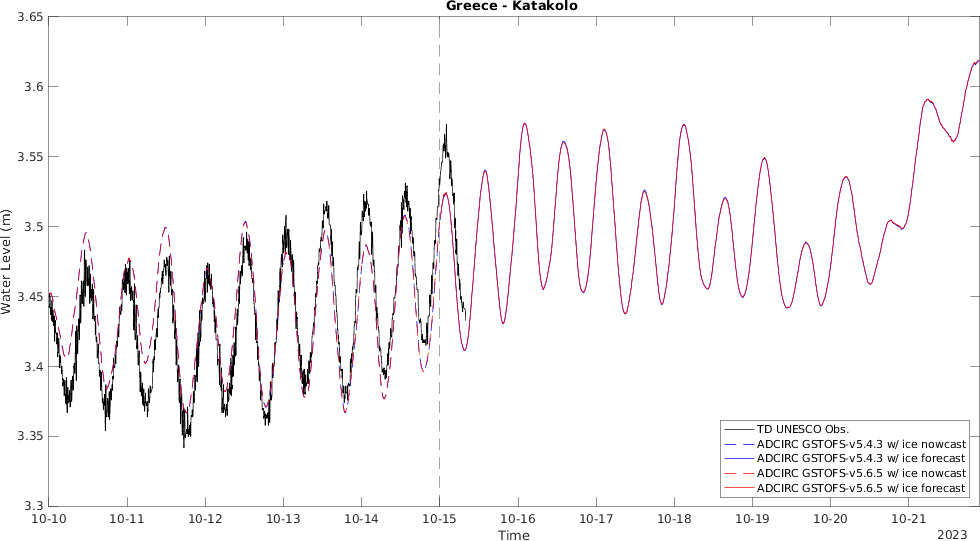 Greece - Katakolo
3.65
3.6
3.55
3.5
3.45
3.4
3.35
3.3
Water Level (m)
TD UNESCO Obs.
ADCIRC GSTOFS-v5.4.3 w/ ice nowcast
ADCIRC GSTOFS-v5.4.3 w/ ice forecast
ADCIRC GSTOFS-v5.6.5 w/ ice nowcast
ADCIRC GSTOFS-v5.6.5 w/ ice forecast
10-10 10-11 10-12 10-13 10-14 10-15 10-16 10-17 10-18 10-19 10-20 10-21
Time
2023